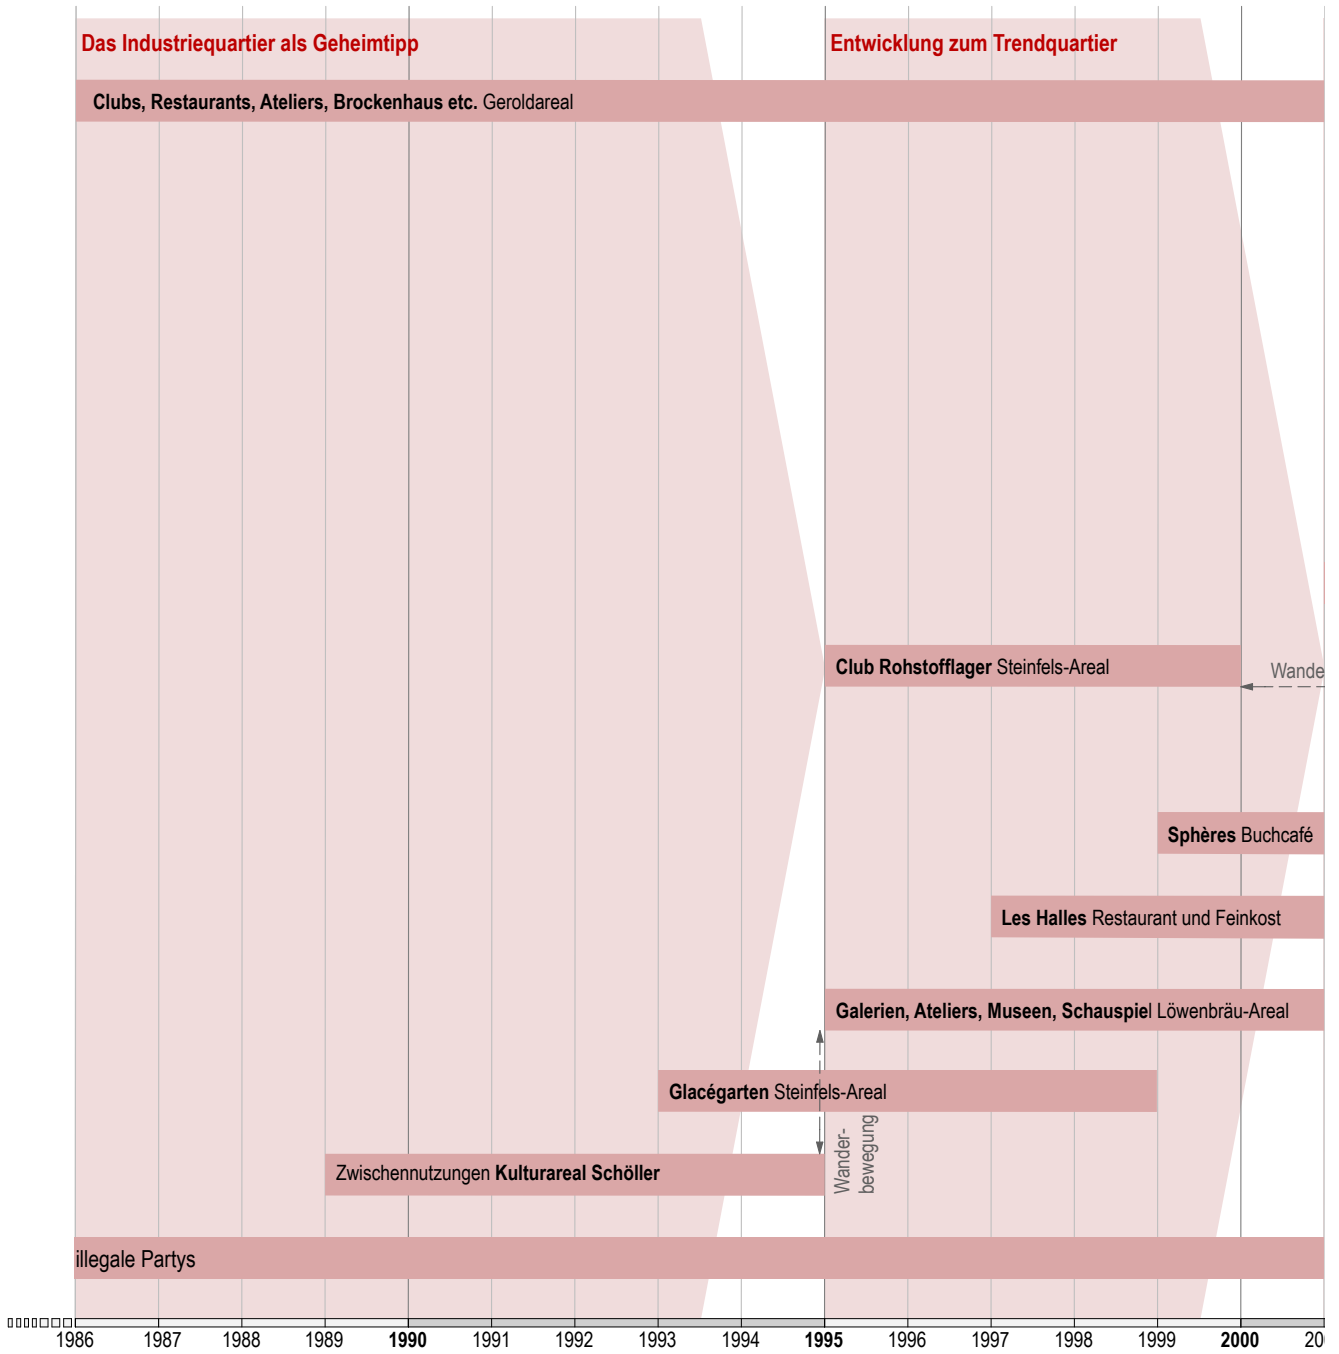 Das Industriequartier als Geheimtipp
Entwicklung zum Trendquartier
Clubs, Restaurants, Ateliers, Brockenhaus etc. Geroldareal
Club Rohstofflager Steinfels-Areal
Wande
Sphères Buchcafé
Les Halles Restaurant und Feinkost
Galerien, Ateliers, Museen, Schauspiel Löwenbräu-Areal
Glacégarten Steinfels-Areal
Wander-
bewegung
Zwischennutzungen Kulturareal Schöller
illegale Partys
1986 1987 1988 1989 1990 1991 1992 1993 1994 1995 1996 1997 1998 1999 2000 20